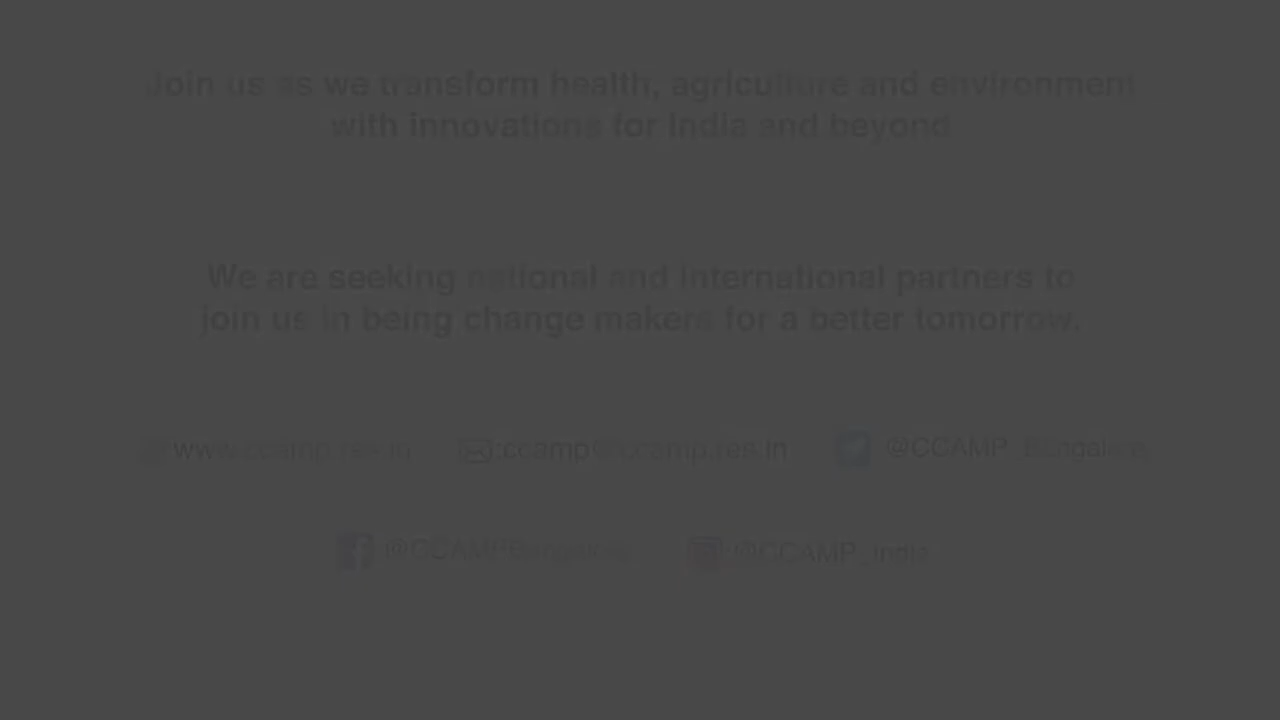 Join us as we transform health, agriculture and environment
with innovations for India and beyond
We are seeking national and international partners to
join us in being change makers for a better tomorrow.
www.ccamp.res.in :ccamp@ccamp.res.in @CCAMP_Bangalore
@CCAMPBangalore @CCAMP_India